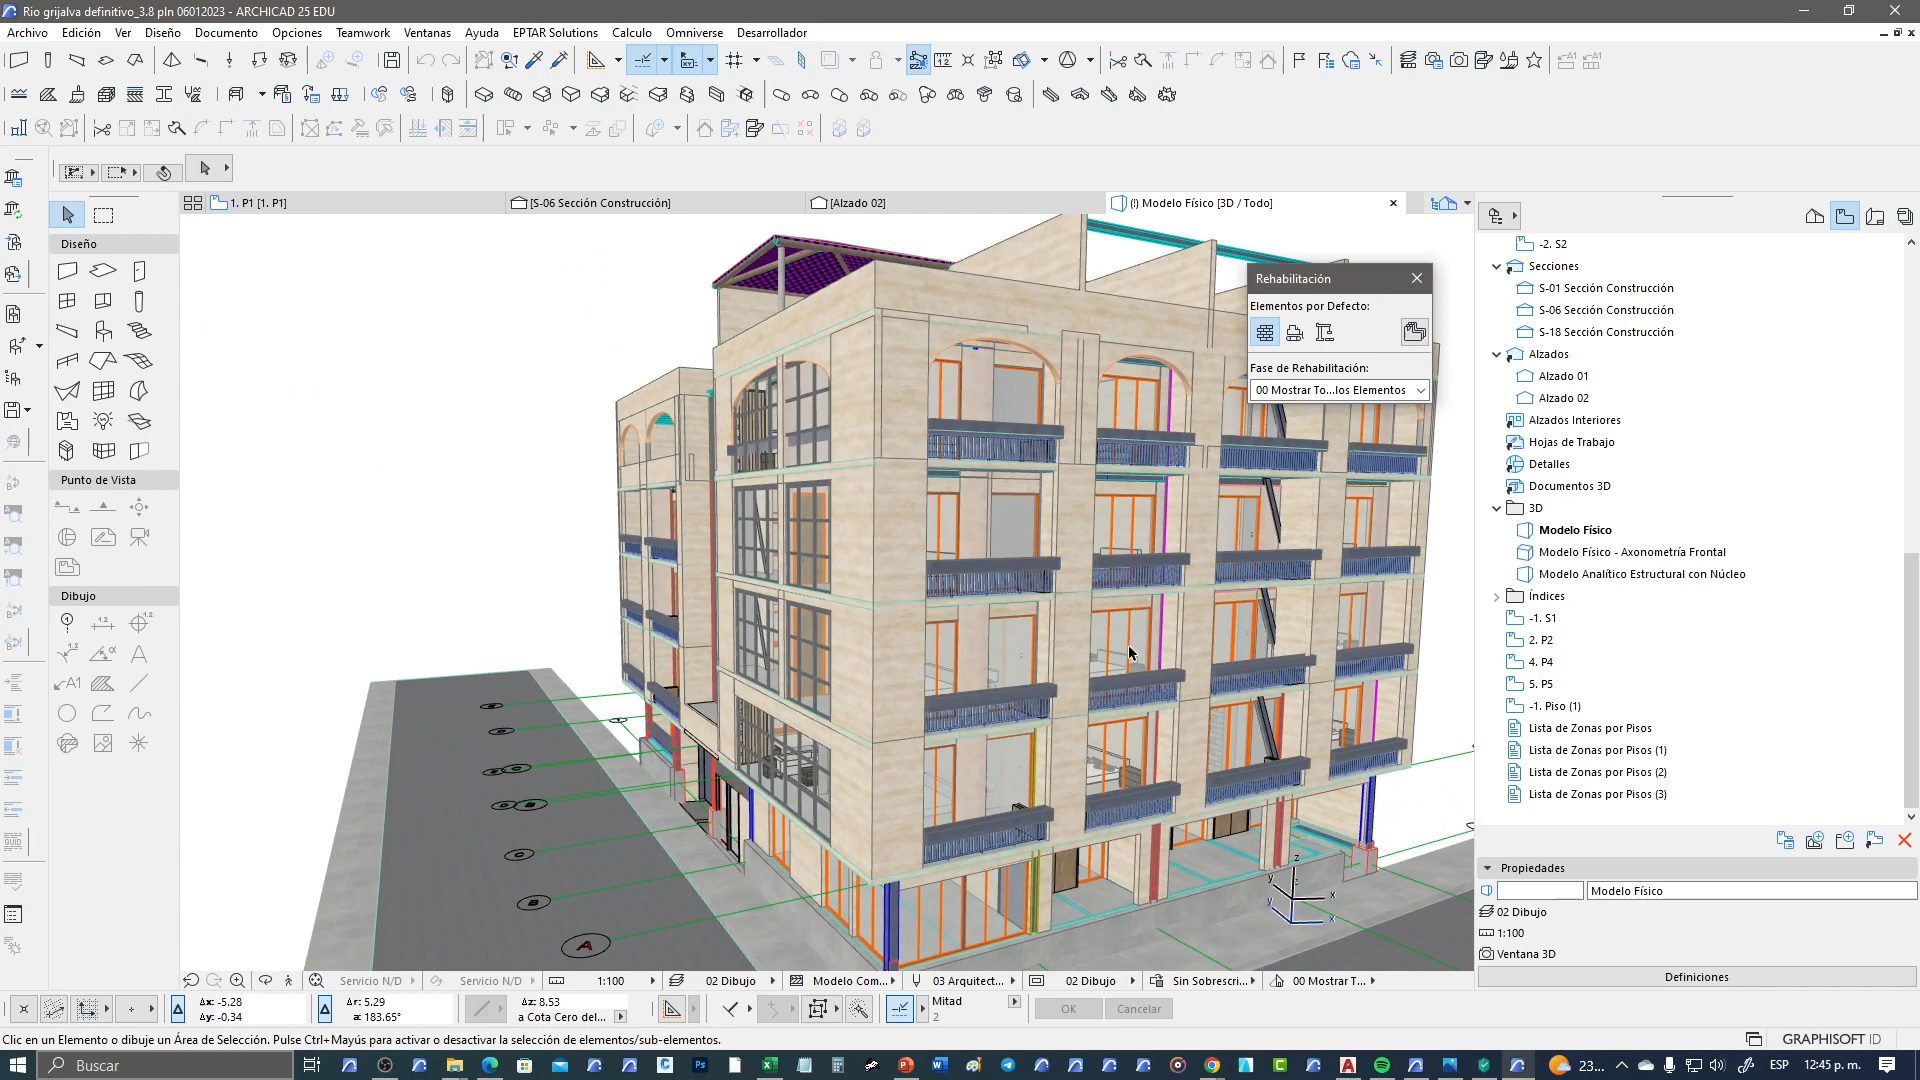 Rio grijalva definitivo_3.8 pln 06012023 - ARCHICAD 25 EDU
Archivo Edición Ver Diseño Documento Opciones Teamwork Ventanas Ayuda EPTAR Solutions Calculo Omniverse Desarrollador
1. P1 [1. P1]
[S-06 Sección Construcción]
[Alzado 02]
(!) Modelo Físico [3D / Todo]
Diseño
Punto de Vista
Dibujo
Rehabilitación
Elementos por Defecto:
Fase de Rehabilitación:
00 Mostrar To...los Elementos
-2. S2
Secciones
S-01 Sección Construcción
S-06 Sección Construcción
S-18 Sección Construcción
Alzados
Alzado 01
Alzado 02
Alzados Interiores
Hojas de Trabajo
Detalles
Documentos 3D
3D
Modelo Físico
Modelo Físico - Axonometría Frontal
Modelo Analítico Estructural con Núcleo
Índices
-1. S1
2. P2
4. P4
5. P5
-1. Piso (1)
Lista de Zonas por Pisos
Lista de Zonas por Pisos (1)
Lista de Zonas por Pisos (2)
Lista de Zonas por Pisos (3)
Propiedades
Modelo Físico
02 Dibujo
1:100
Ventana 3D
Definiciones
A
B
z
y
x
y
x
Servicio N/D
Servicio N/D
1:100
02 Dibujo
Modelo Com...
03 Arquitect...
02 Dibujo
Sin Sobrescri...
00 Mostrar T...
Δx: -5.28
Δy: -0.34
Δr: 5.29
a: 183.65°
Δz: 8.53
a Cota Cero del...
Mitad
2
OK
Cancelar
Clic en un Elemento o dibuje un Área de Selección. Pulse Ctrl+Mayús para activar o desactivar la selección de elementos/sub-elementos.
GRAPHISOFT ID
Buscar
23...
ESP
12:45 p. m.